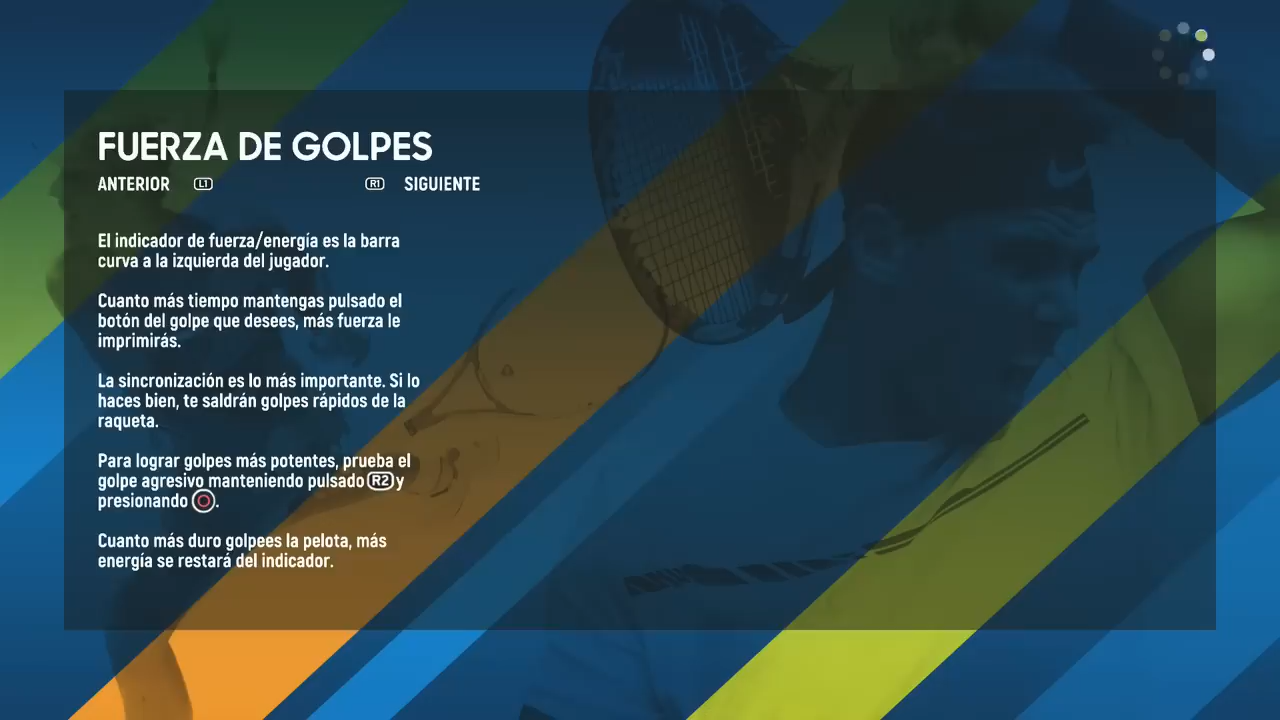 FUERZA DE GOLPES
ANTERIOR L1 R1 SIGUIENTE
El indicador de fuerza/energía es la barra
curva a la izquierda del jugador.
Cuanto más tiempo mantengas pulsado el
botón del golpe que desees, más fuerza le
imprimirás.
La sincronización es lo más importante. Si lo
haces bien, te saldrán golpes rápidos de la
raqueta.
Para lograr golpes más potentes, prueba el
golpe agresivo manteniendo pulsado R2 y
presionando .
Cuanto más duro golpees la pelota, más
energía se restará del indicador.